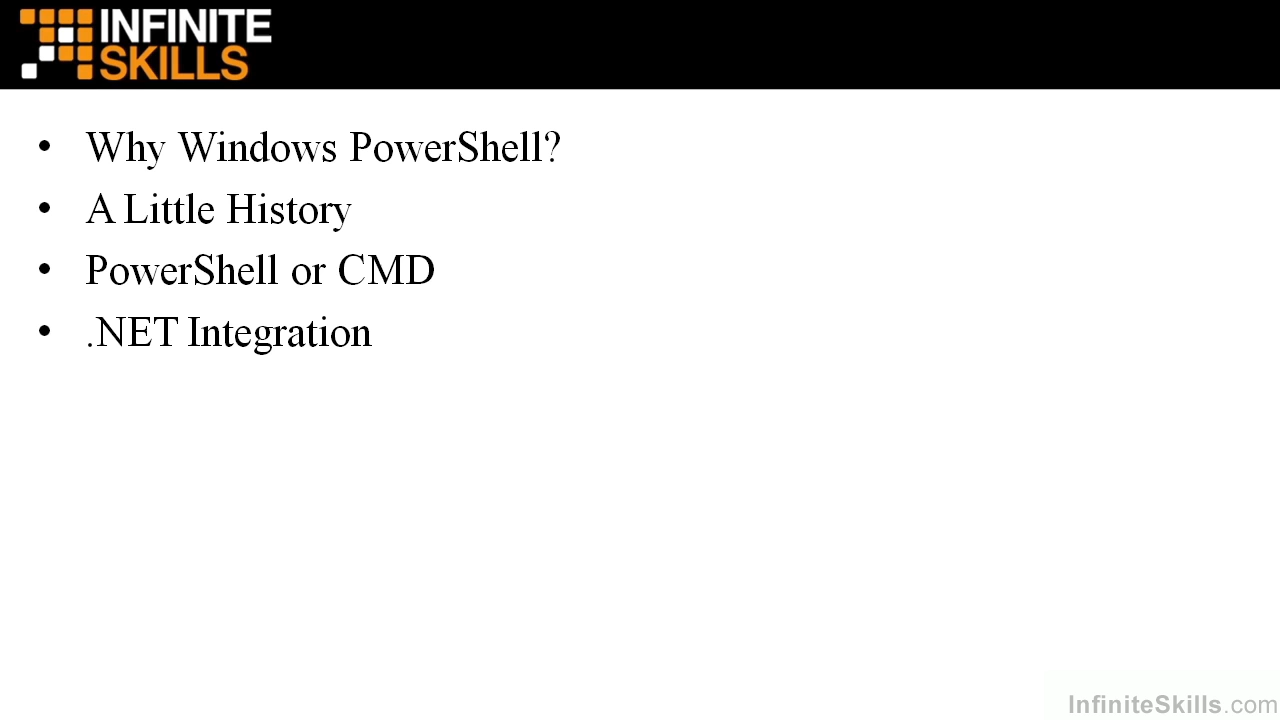 INFINITE
SKILLS
• Why Windows PowerShell?
• A Little History
• PowerShell or CMD
• .NET Integration
InfiniteSkills.com